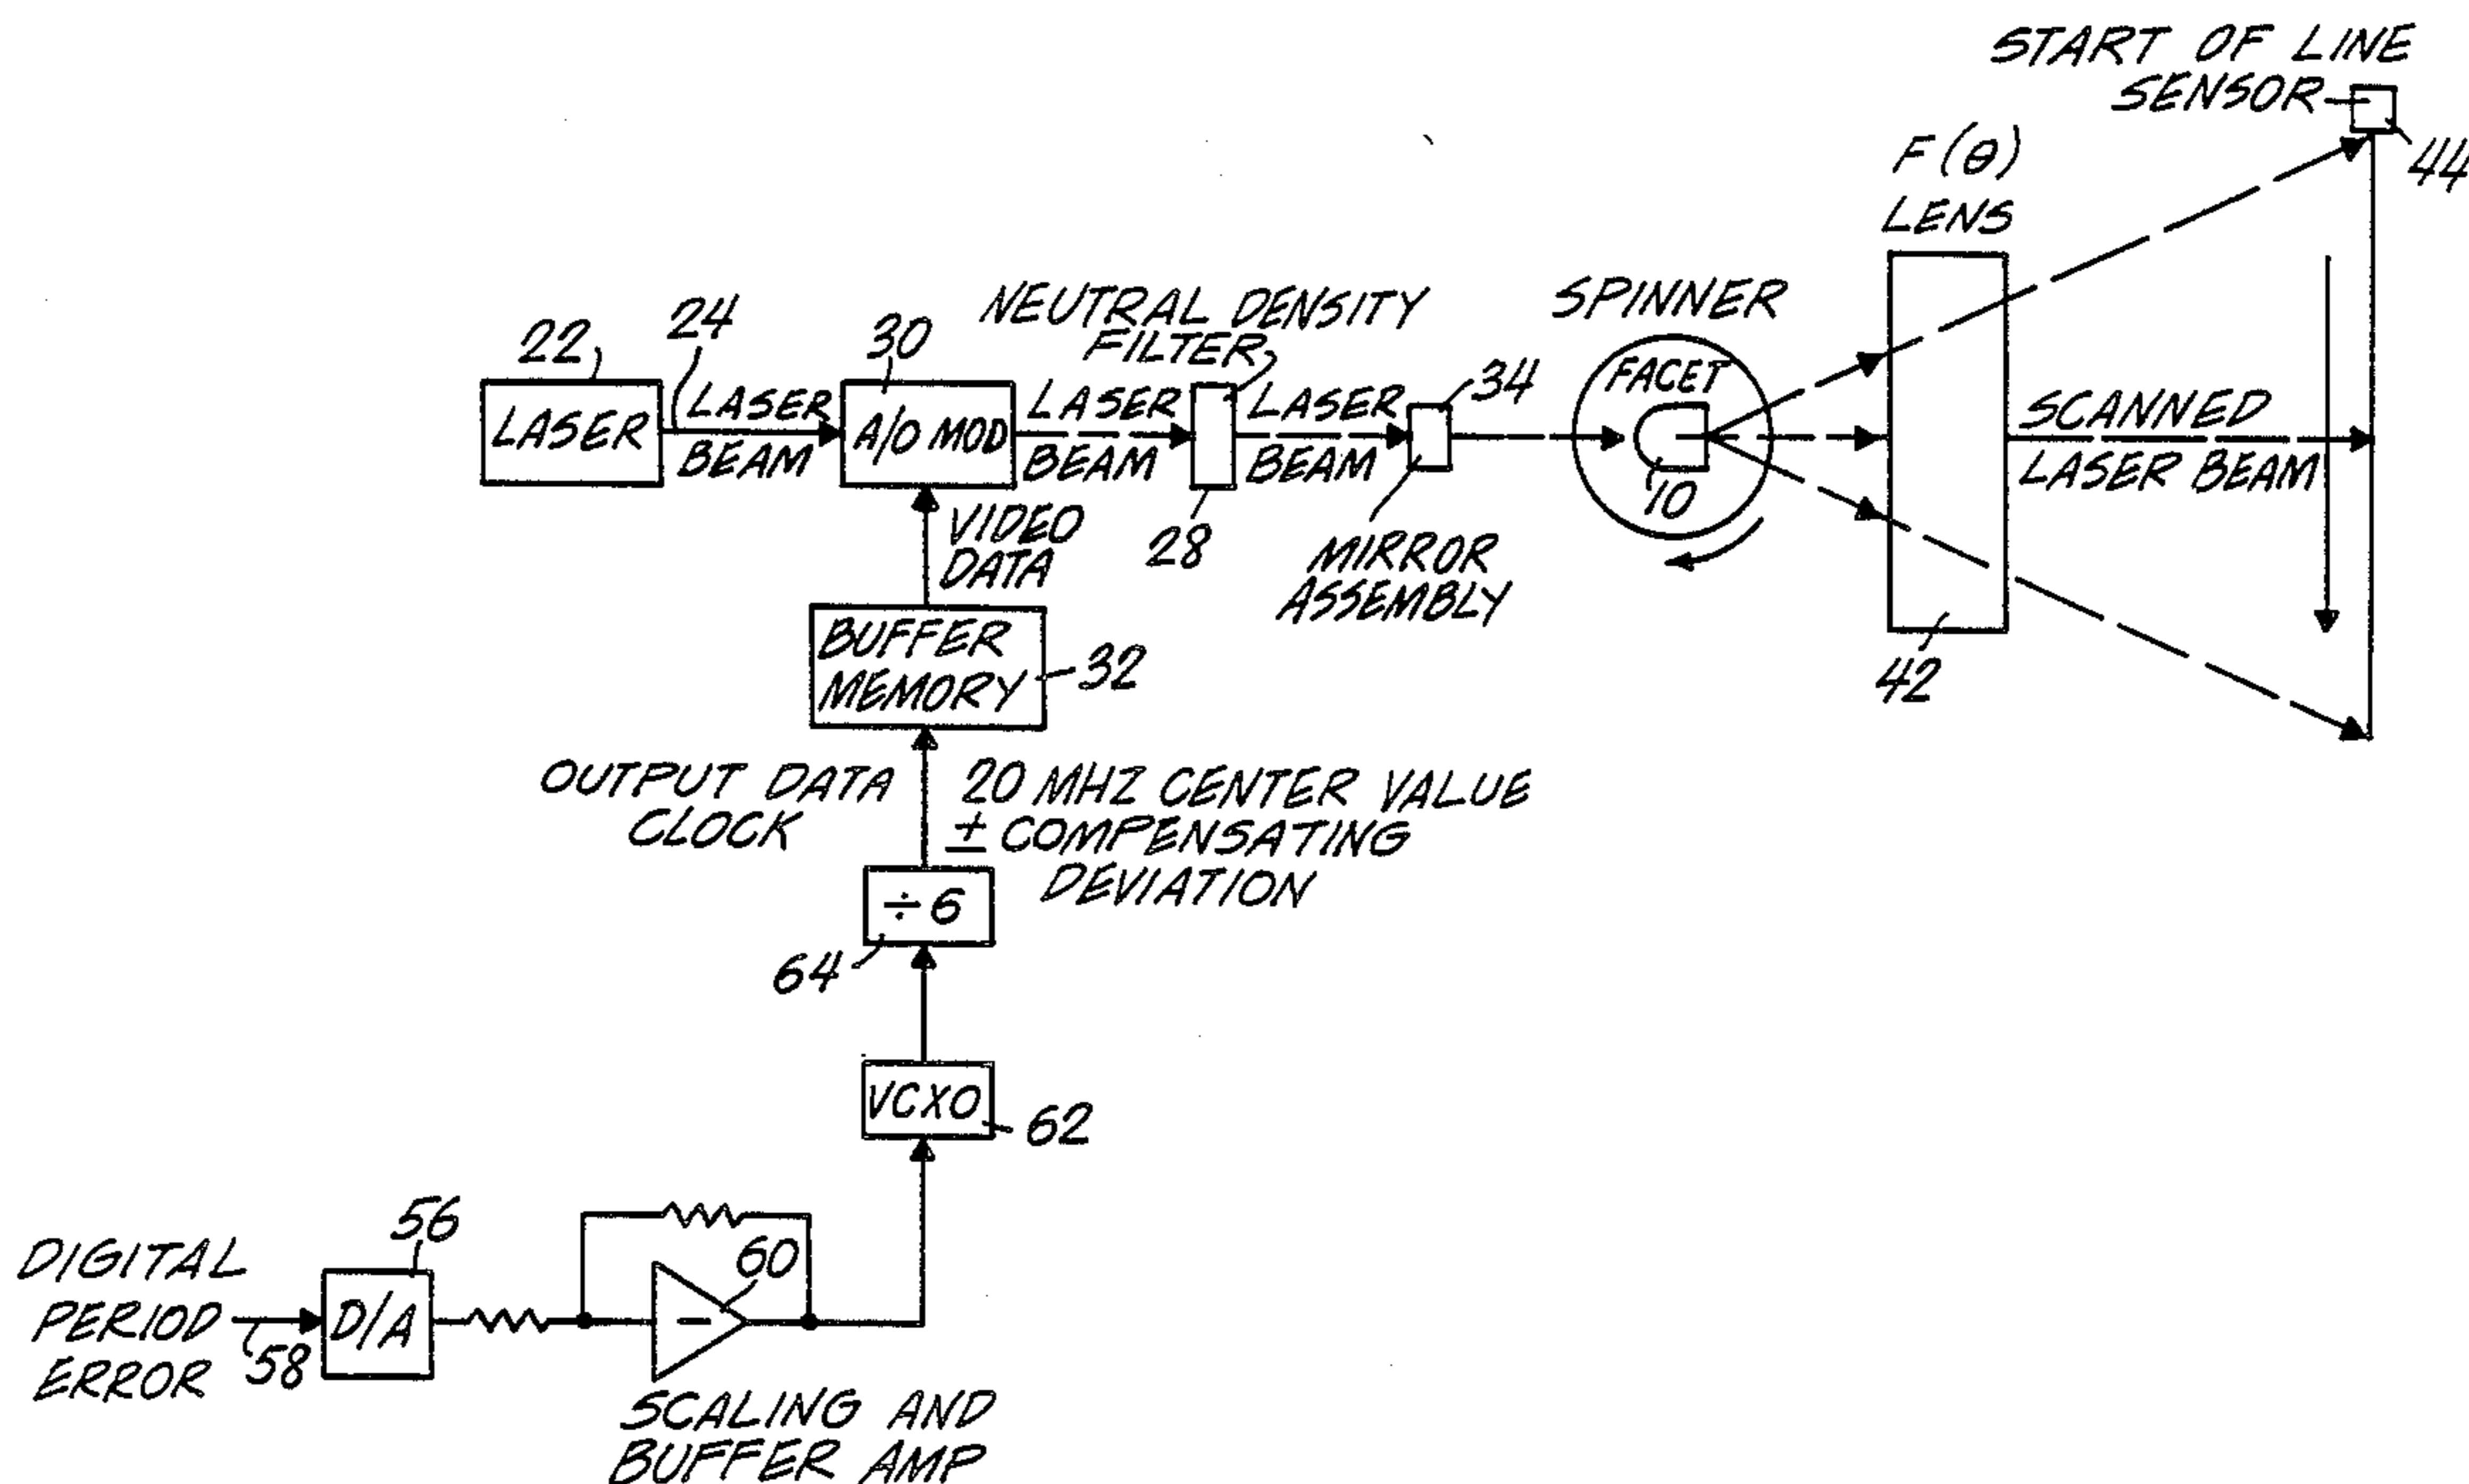 START OF LINE
SENSOR
44
F(θ)
LENS
NEUTRAL DENSITY
FILTER
SPINNER
22
24
30
34
FACET
LASER
LASER
BEAM
A/O MOD
LASER
BEAM
LASER
BEAM
10
SCANNED
LASER BEAM
28
VIDEO
DATA
MIRROR
ASSEMBLY
BUFFER
MEMORY
32
42
OUTPUT DATA
CLOCK
20 MHZ CENTER VALUE
± COMPENSATING
DEVIATION
÷6
64
VCXO
62
56
60
DIGITAL
PERIOD
ERROR
58
D/A
−
SCALING AND
BUFFER AMP